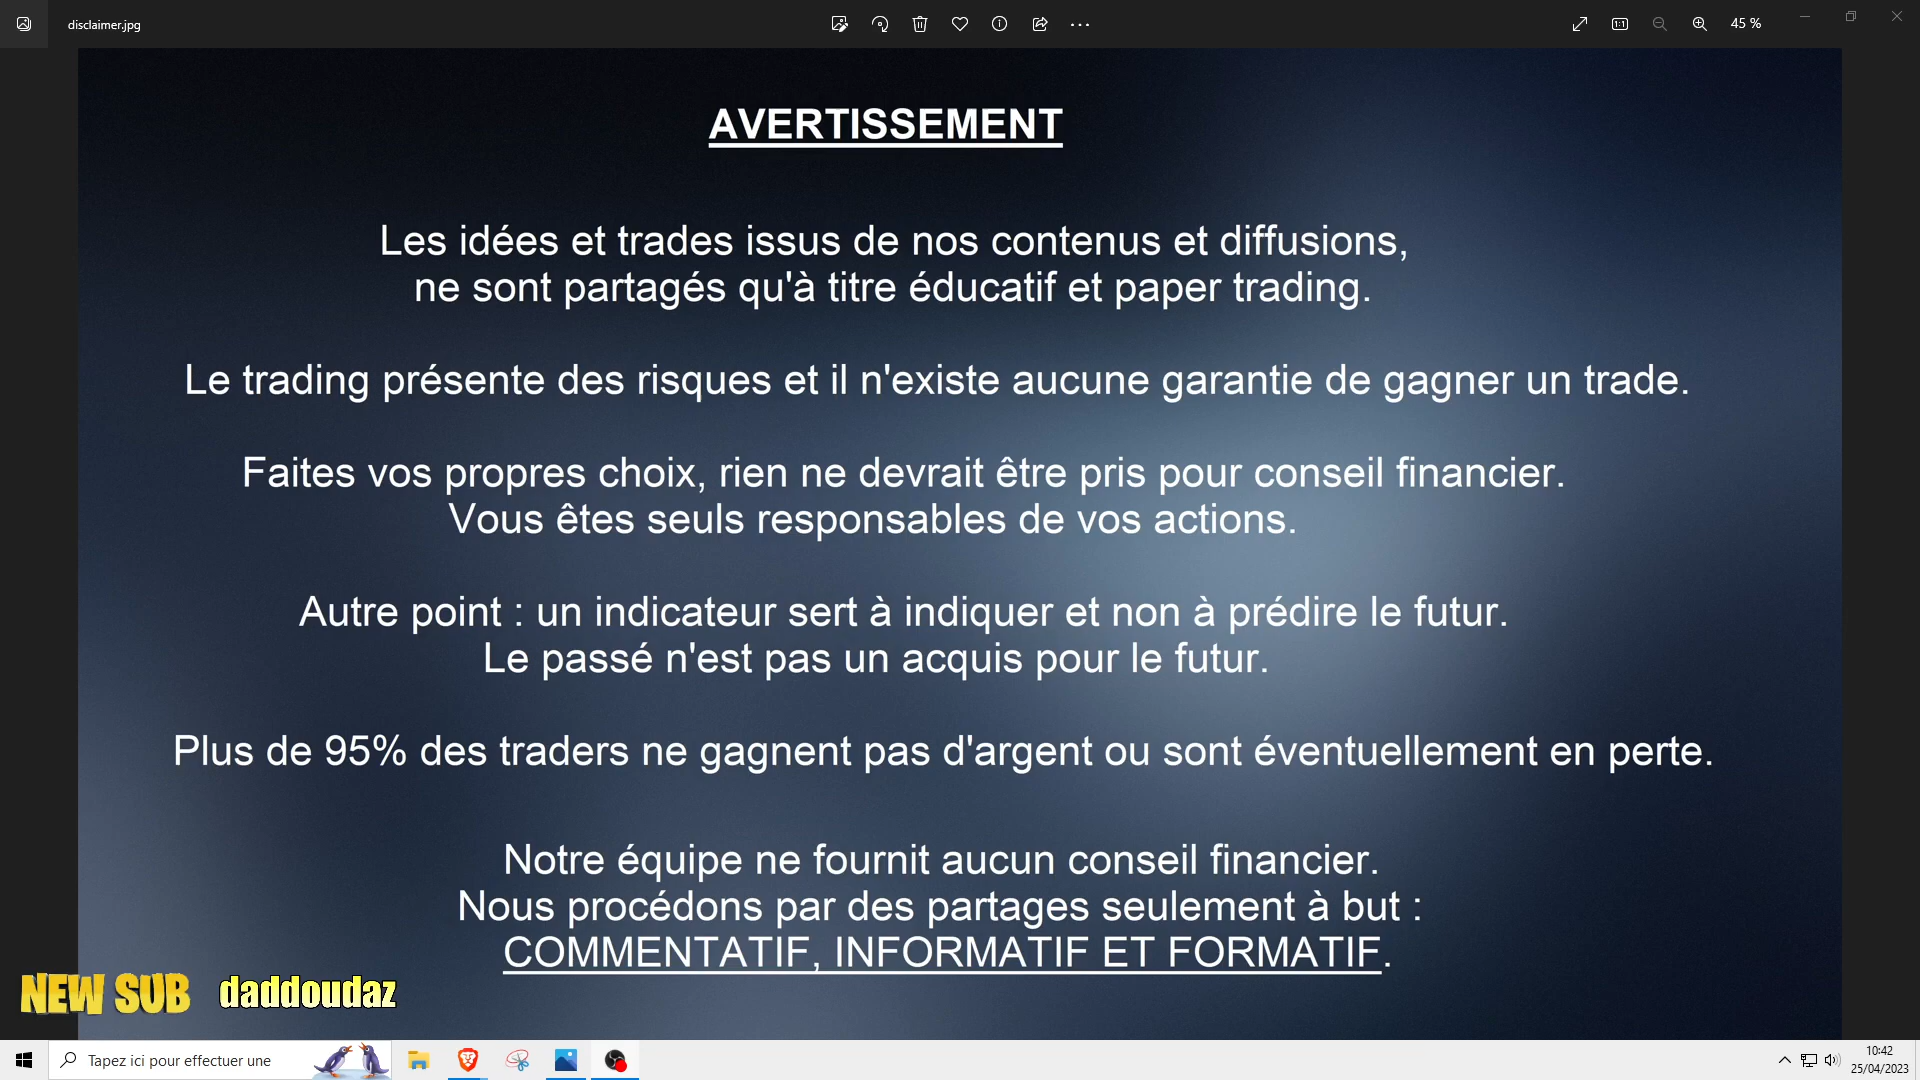 disclaimer.jpg
45 %
AVERTISSEMENT
Les idées et trades issus de nos contenus et diffusions,
ne sont partagés qu'à titre éducatif et paper trading.
Le trading présente des risques et il n'existe aucune garantie de gagner un trade.
Faites vos propres choix, rien ne devrait être pris pour conseil financier.
Vous êtes seuls responsables de vos actions.
Autre point : un indicateur sert à indiquer et non à prédire le futur.
Le passé n'est pas un acquis pour le futur.
Plus de 95% des traders ne gagnent pas d'argent ou sont éventuellement en perte.
Notre équipe ne fournit aucun conseil financier.
Nous procédons par des partages seulement à but :
COMMENTATIF, INFORMATIF ET FORMATIF.
NEW SUB daddoudaz
Tapez ici pour effectuer une
10:42
25/04/2023